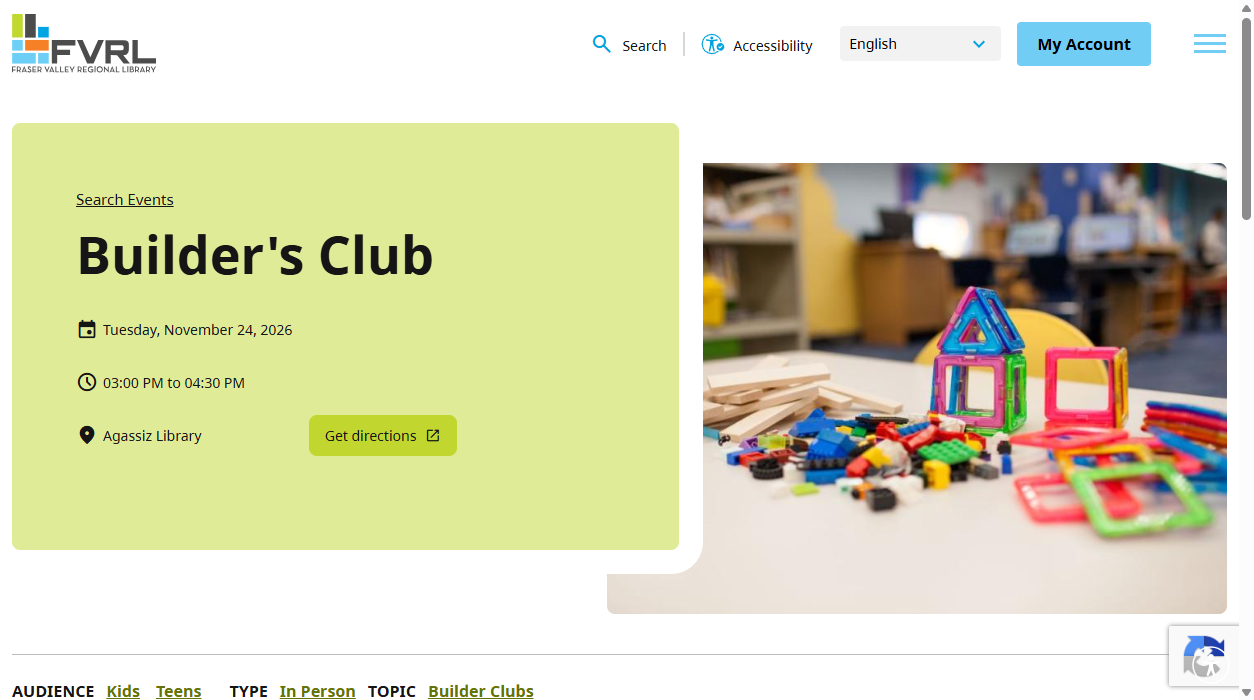 FVRL
FRASER VALLEY REGIONAL LIBRARY
Search
Accessibility
English
My Account
Search Events
Builder's Club
Tuesday, November 24, 2026
03:00 PM to 04:30 PM
Agassiz Library
Get directions
AUDIENCE Kids Teens TYPE In Person TOPIC Builder Clubs